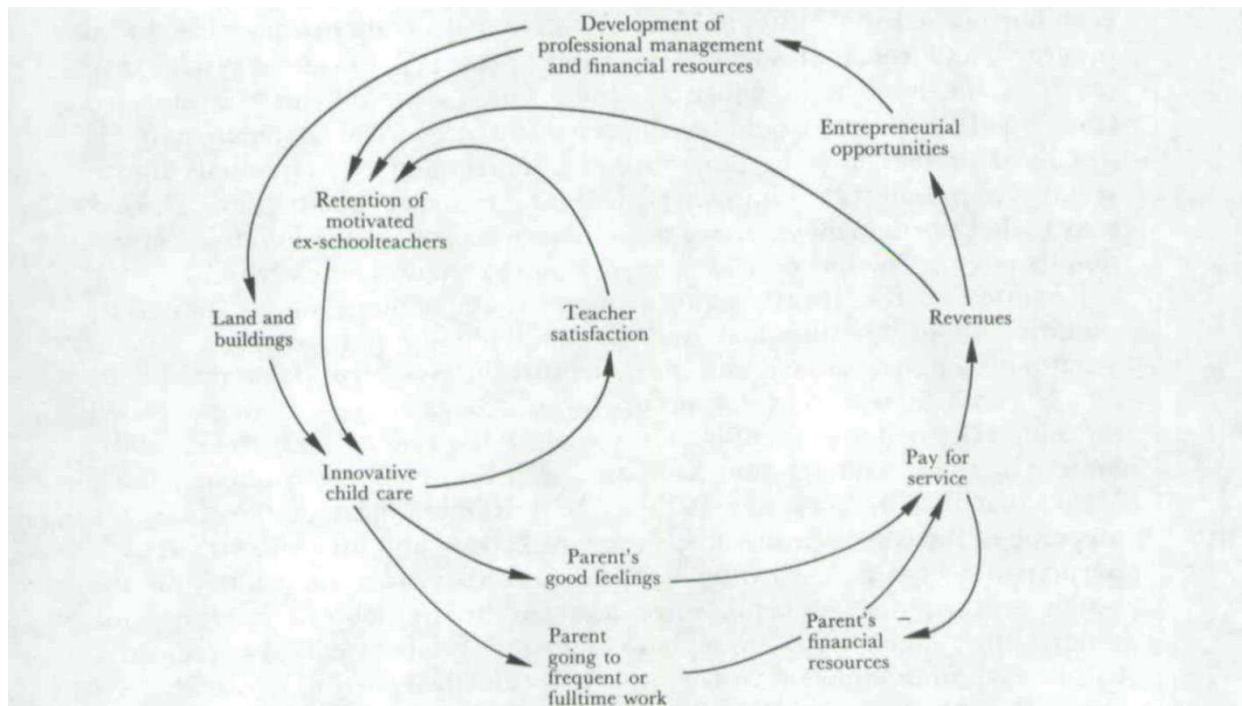 Development of
professional management
and financial resources
Entrepreneurial
opportunities
Retention of
motivated
ex-schoolteachers
Land and
buildings
Teacher
satisfaction
Revenues
Innovative
child care
Pay for
service
Parent's
good feelings
Parent's
financial
resources
Parent
going to
frequent or
fulltime work